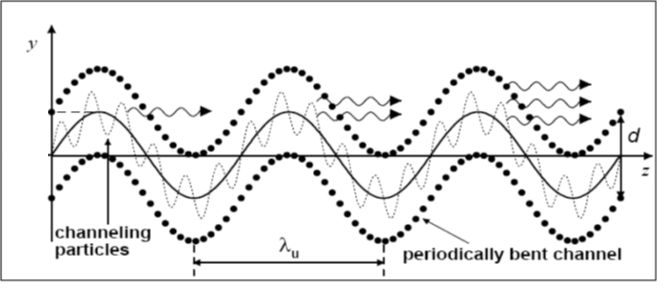 y
d
z
channeling
particles
λu
periodically bent channel